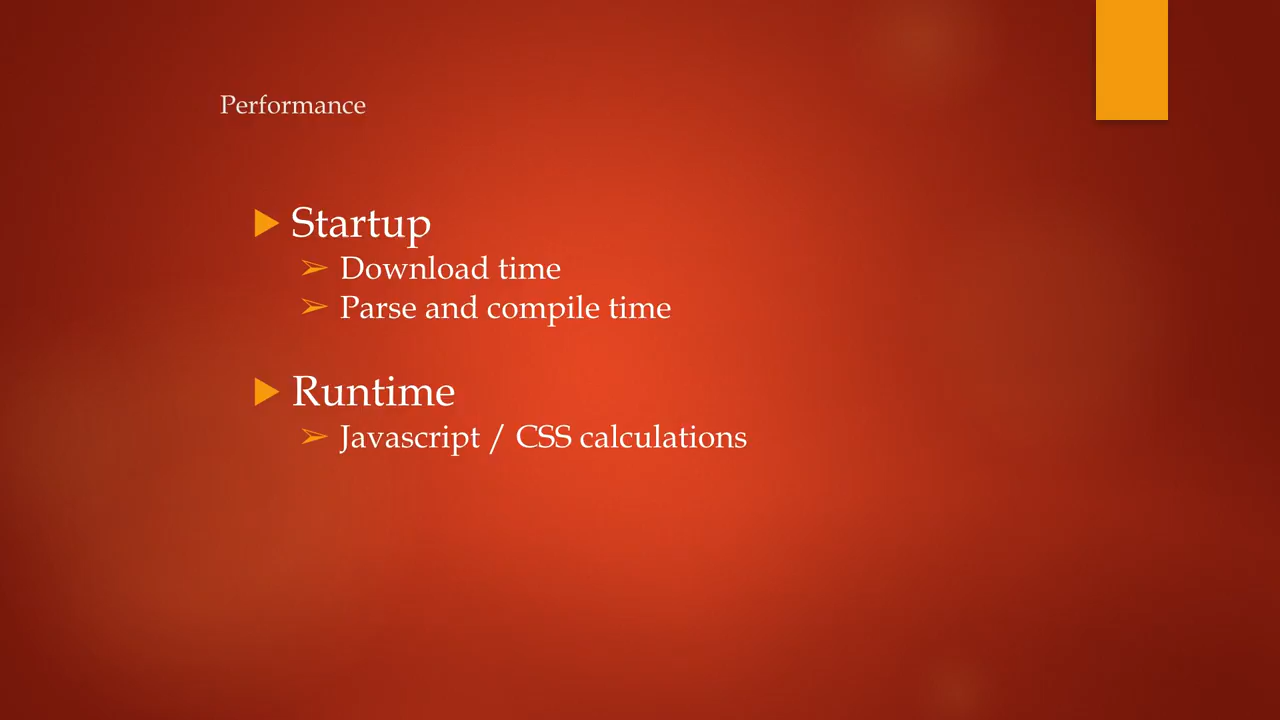 Performance
Startup
Download time
Parse and compile time
Runtime
Javascript / CSS calculations